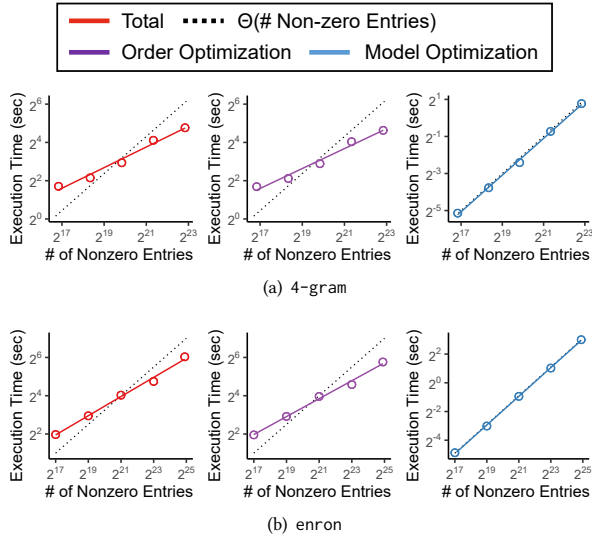 Total Θ(# Non-zero Entries)
Order Optimization Model Optimization
Execution Time (sec)
2^6
2^4
2^2
2^0
2^17 2^19 2^21 2^23
# of Nonzero Entries
Execution Time (sec)
2^6
2^4
2^2
2^0
2^17 2^19 2^21 2^23
# of Nonzero Entries
Execution Time (sec)
2^1
2^-1
2^-2
2^-5
2^17 2^19 2^21 2^23
# of Nonzero Entries
(a) 4-gram
Execution Time (sec)
2^6
2^4
2^2
2^17 2^19 2^21 2^23 2^25
# of Nonzero Entries
Execution Time (sec)
2^6
2^4
2^2
2^17 2^19 2^21 2^23 2^25
# of Nonzero Entries
Execution Time (sec)
2^2
2^0
2^-2
2^-4
2^17 2^19 2^21 2^23 2^25
# of Nonzero Entries
(b) enron